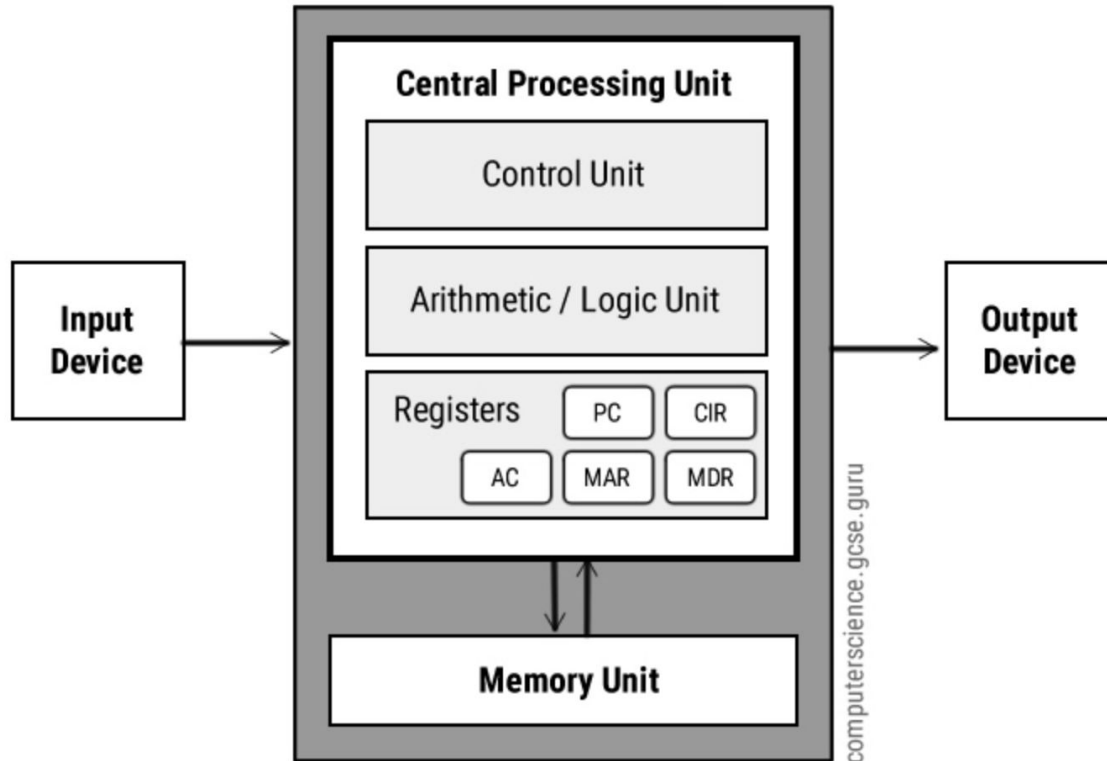 Central Processing Unit
Control Unit
Arithmetic / Logic Unit
Input
Device
Output
Device
Registers
PC
CIR
AC
MAR
MDR
Memory Unit
computerscience.gcse.guru